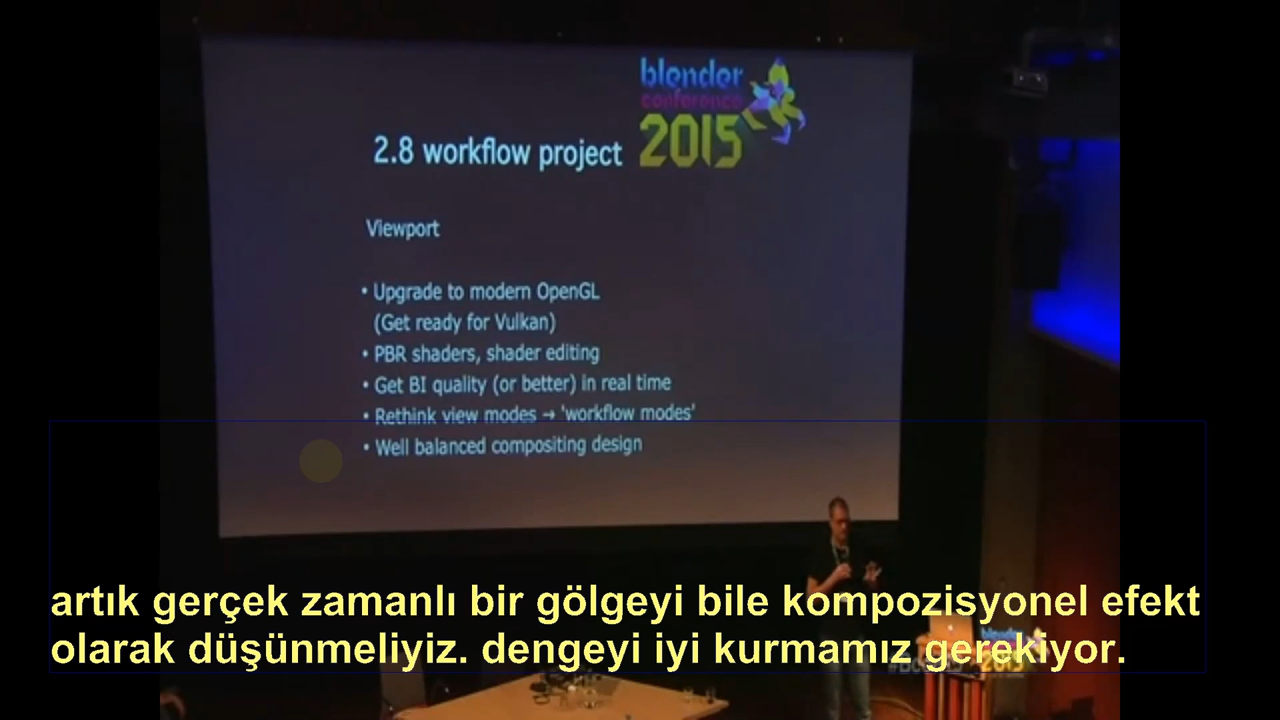 blender
conference
2015
2.8 workflow project
Viewport
• Upgrade to modern OpenGL
(Get ready for Vulkan)
• PBR shaders, shader editing
• Get BI quality (or better) in real time
• Rethink view modes → 'workflow modes'
• Well balanced compositing design
artık gerçek zamanlı bir gölgeyi bile kompozisyonel efekt
olarak düşünmeliyiz. dengeyi iyi kurmamız gerekiyor.
blender
2015